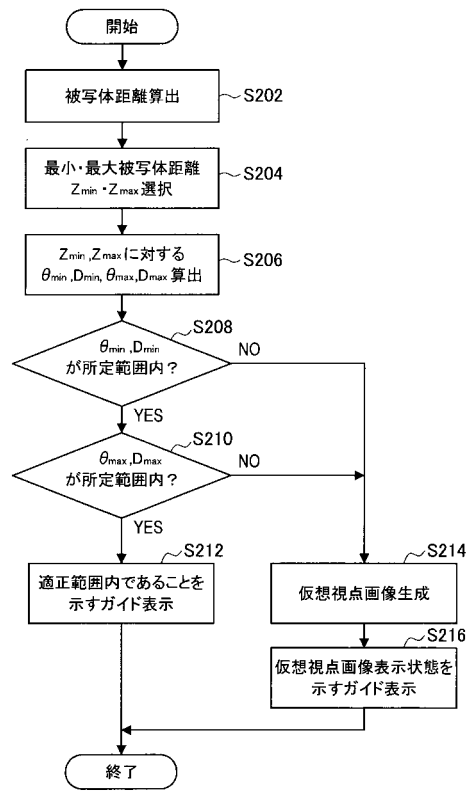 開始
被写体距離算出
S202
最小・最大被写体距離
Zmin・Zmax選択
S204
Zmin,Zmaxに対する
θmin,Dmin,θmax,Dmax算出
S206
S208
θmin,Dmin
が所定範囲内?
NO
YES
S210
θmax,Dmax
が所定範囲内?
NO
YES
S212
適正範囲内であることを
示すガイド表示
S214
仮想視点画像生成
S216
仮想視点画像表示状態を
示すガイド表示
終了